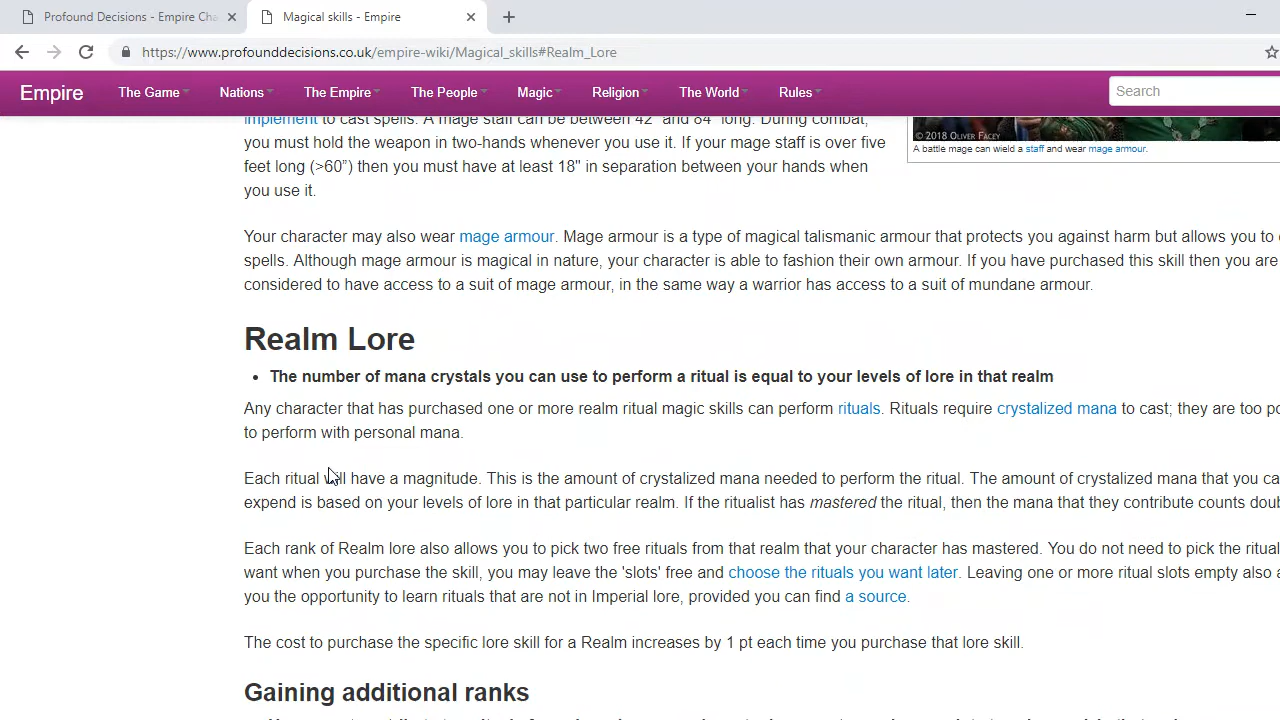 Profound Decisions - Empire Cha
Magical skills - Empire
https://www.profounddecisions.co.uk/empire-wiki/Magical_skills#Realm_Lore
Empire The Game Nations The Empire The People Magic Religion The World Rules Search
implement to cast spells. A mage staff can be between 42" and 84" long. During combat,
you must hold the weapon in two-hands whenever you use it. If your mage staff is over five
feet long (>60") then you must have at least 18" in separation between your hands when
you use it.
© 2018 OLIVER FACEY
A battle mage can wield a staff and wear mage armour.
Your character may also wear mage armour. Mage armour is a type of magical talismanic armour that protects you against harm but allows you to
spells. Although mage armour is magical in nature, your character is able to fashion their own armour. If you have purchased this skill then you are
considered to have access to a suit of mage armour, in the same way a warrior has access to a suit of mundane armour.
Realm Lore
• The number of mana crystals you can use to perform a ritual is equal to your levels of lore in that realm
Any character that has purchased one or more realm ritual magic skills can perform rituals. Rituals require crystalized mana to cast; they are too po
to perform with personal mana.
Each ritual will have a magnitude. This is the amount of crystalized mana needed to perform the ritual. The amount of crystalized mana that you ca
expend is based on your levels of lore in that particular realm. If the ritualist has mastered the ritual, then the mana that they contribute counts doub
Each rank of Realm lore also allows you to pick two free rituals from that realm that your character has mastered. You do not need to pick the ritual
want when you purchase the skill, you may leave the 'slots' free and choose the rituals you want later. Leaving one or more ritual slots empty also a
you the opportunity to learn rituals that are not in Imperial lore, provided you can find a source.
The cost to purchase the specific lore skill for a Realm increases by 1 pt each time you purchase that lore skill.
Gaining additional ranks